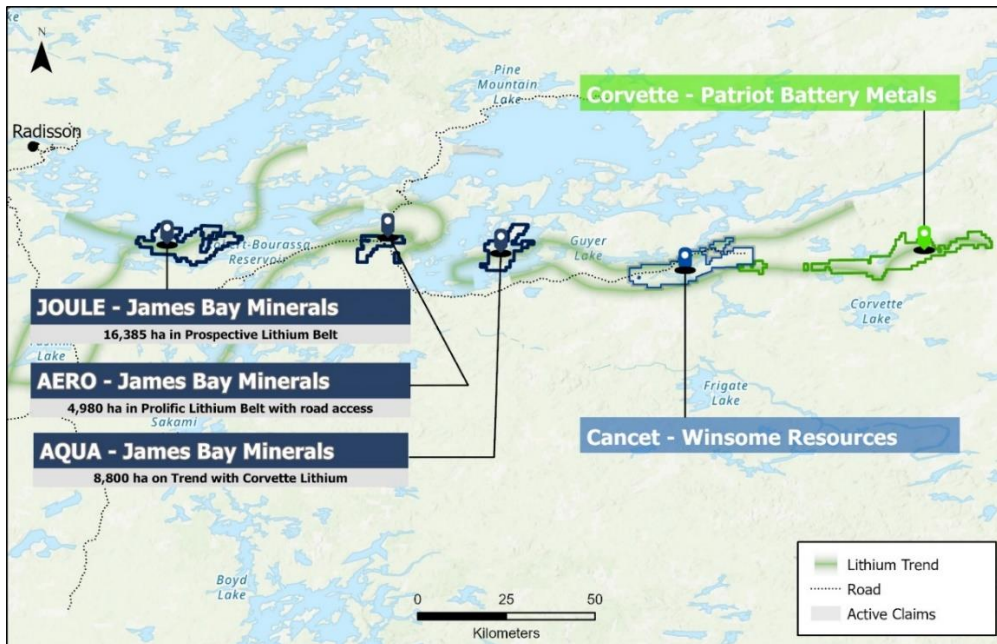 N
Radisson
Pine
Mountain
Lake
Corvette - Patriot Battery Metals
Guyer
Lake
Reservoir
JOULE - James Bay Minerals
16,385 ha in Prospective Lithium Belt
Corvette
Lake
Lake
AERO - James Bay Minerals
4,980 ha in Prolific Lithium Belt with road access
Frigate
Lake
Sakami
Cancet - Winsome Resources
AQUA - James Bay Minerals
8,800 ha on Trend with Corvette Lithium
Boyd
Lake
0 25 50
Kilometers
Lithium Trend
Road
Active Claims